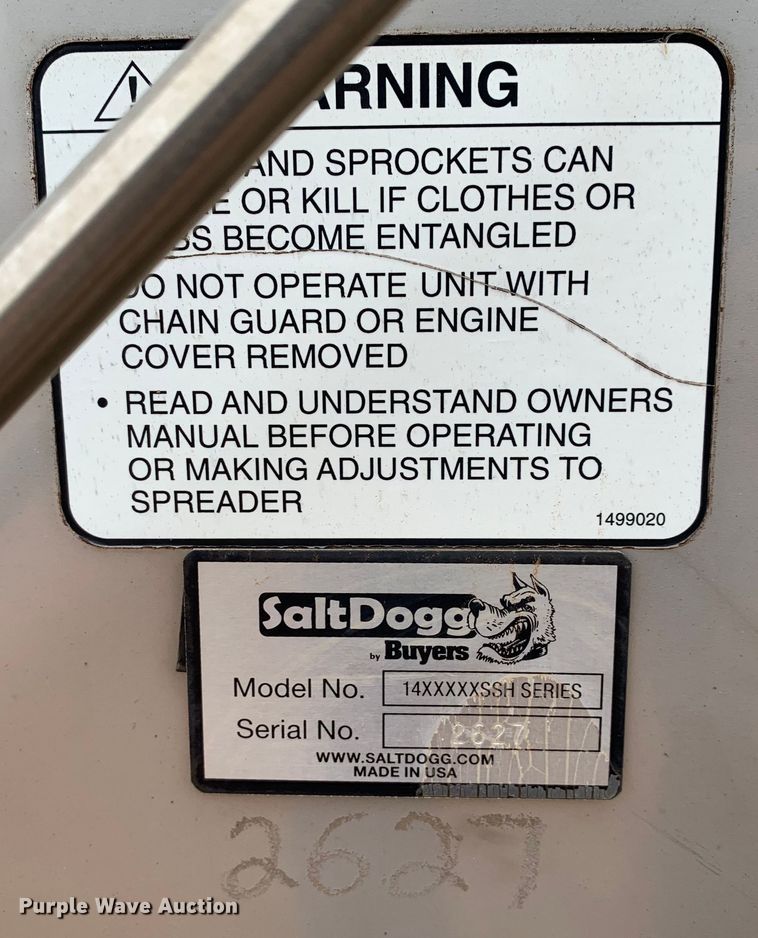 RNING
AND SPROCKETS CAN
OR KILL IF CLOTHES OR
BECOME ENTANGLED
DO NOT OPERATE UNIT WITH
CHAIN GUARD OR ENGINE
COVER REMOVED
• READ AND UNDERSTAND OWNERS
MANUAL BEFORE OPERATING
OR MAKING ADJUSTMENTS TO
SPREADER
1499020
SaltDogg
by Buyers
Model No. 14XXXXXSSH SERIES
Serial No. 2627
WWW.SALTDOGG.COM
MADE IN USA
2627
Purple Wave Auction